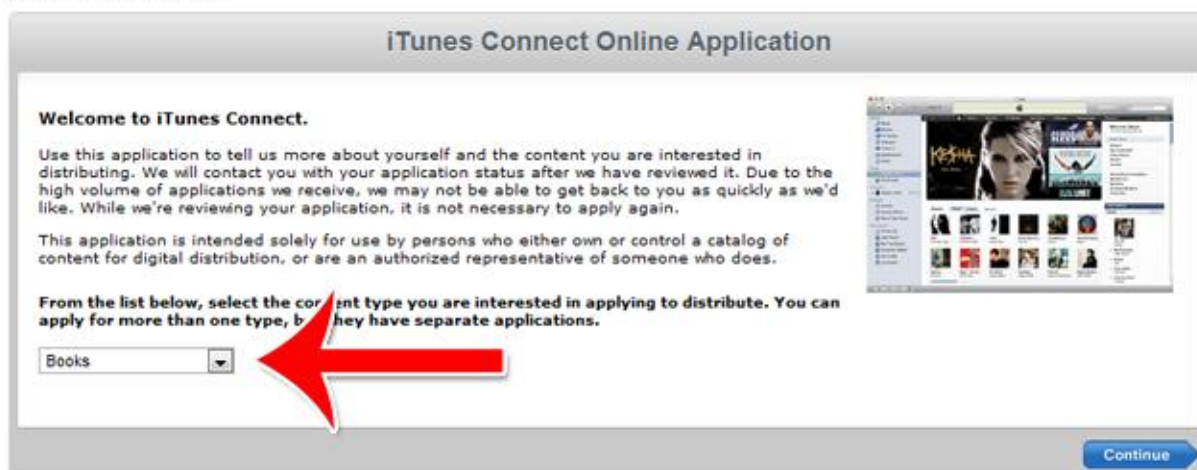 iTunes Connect Online Application
Welcome to iTunes Connect.
Use this application to tell us more about yourself and the content you are interested in
distributing. We will contact you with your application status after we have reviewed it. Due to the
high volume of applications we receive, we may not be able to get back to you as quickly as we'd
like. While we're reviewing your application, it is not necessary to apply again.
This application is intended solely for use by persons who either own or control a catalog of
content for digital distribution, or are an authorized representative of someone who does.
From the list below, select the content type you are interested in applying to distribute. You can
apply for more than one type, but they have separate applications.
Books
KE$HA
Continue